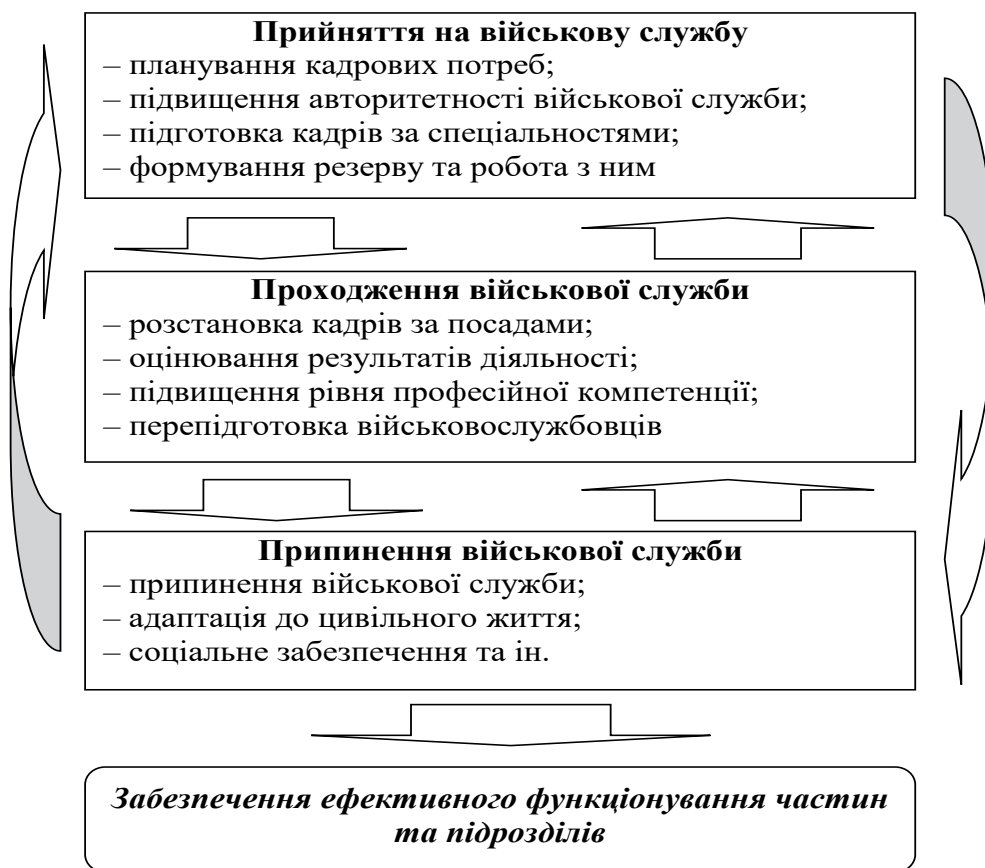 Прийняття на військову службу
– планування кадрових потреб;
– підвищення авторитетності військової служби;
– підготовка кадрів за спеціальностями;
– формування резерву та робота з ним
Проходження військової служби
– розстановка кадрів за посадами;
– оцінювання результатів діяльності;
– підвищення рівня професійної компетенції;
– перепідготовка військовослужбовців
Припинення військової служби
– припинення військової служби;
– адаптація до цивільного життя;
– соціальне забезпечення та ін.
Забезпечення ефективного функціонування частин
та підрозділів